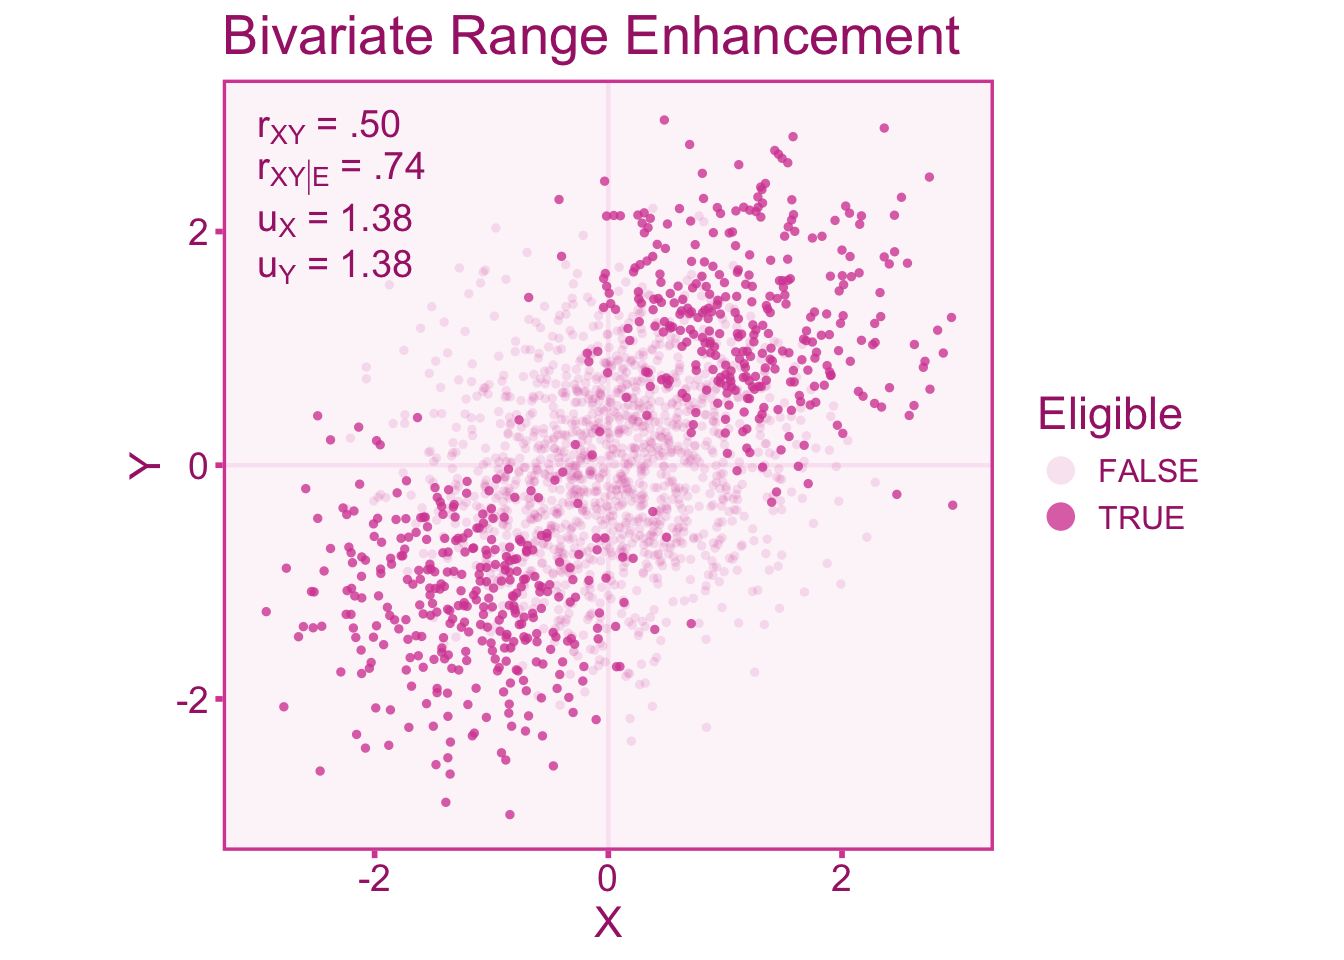 Bivariate Range Enhancement
rXY = .50
rXY|E = .74
uX = 1.38
uY = 1.38
Y
2
0
-2
-2
0
2
X
Eligible
FALSE
TRUE